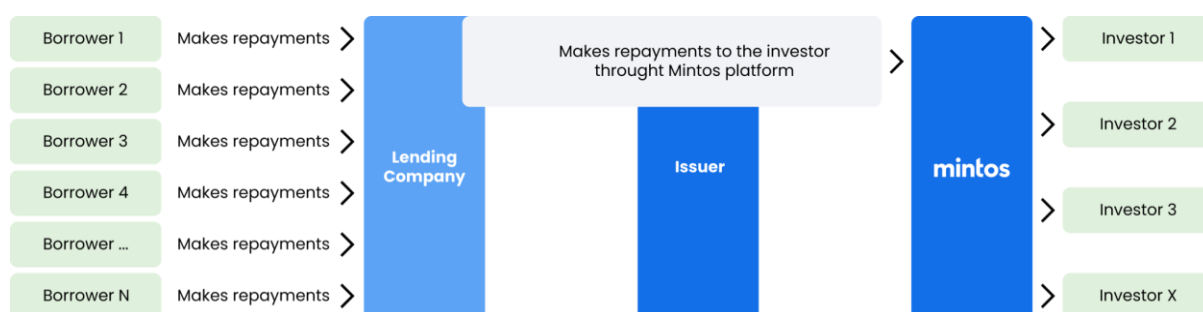 Borrower 1
Makes repayments
Borrower 2
Makes repayments
Borrower 3
Makes repayments
Borrower 4
Makes repayments
Borrower ...
Makes repayments
Borrower N
Makes repayments
Lending
Company
Makes repayments to the investor
throught Mintos platform
Issuer
mintos
Investor 1
Investor 2
Investor 3
Investor X